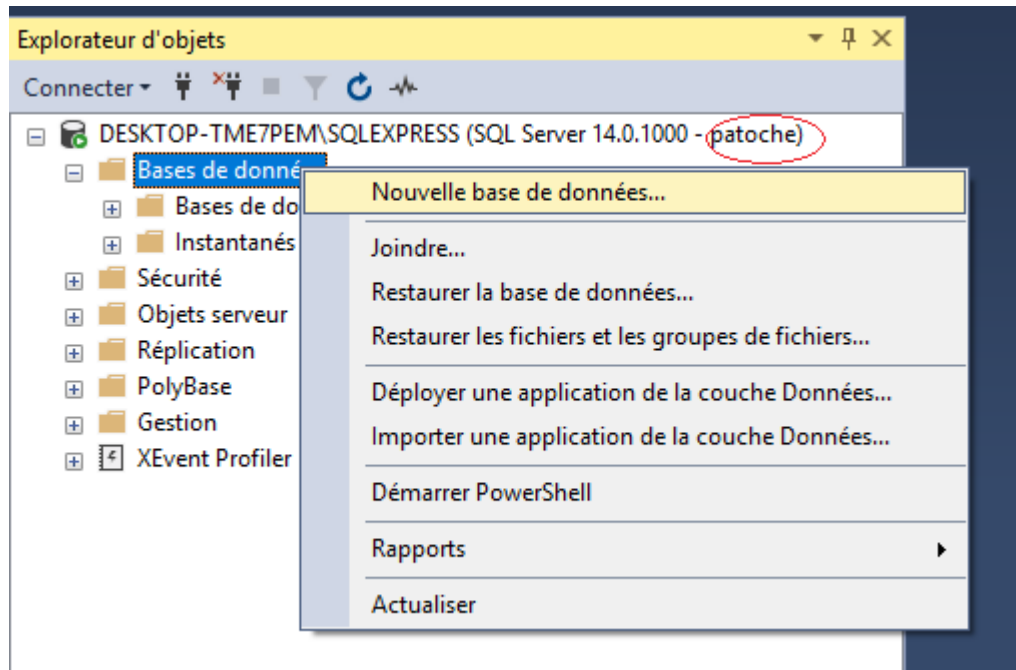 Explorateur d'objets
Connecter
DESKTOP-TME7PEM\SQLEXPRESS (SQL Server 14.0.1000 - patoche)
Bases de donné
Bases de do
Instantanés
Sécurité
Objets serveur
Réplication
PolyBase
Gestion
XEvent Profiler
Nouvelle base de données...
Joindre...
Restaurer la base de données...
Restaurer les fichiers et les groupes de fichiers...
Déployer une application de la couche Données...
Importer une application de la couche Données...
Démarrer PowerShell
Rapports
Actualiser